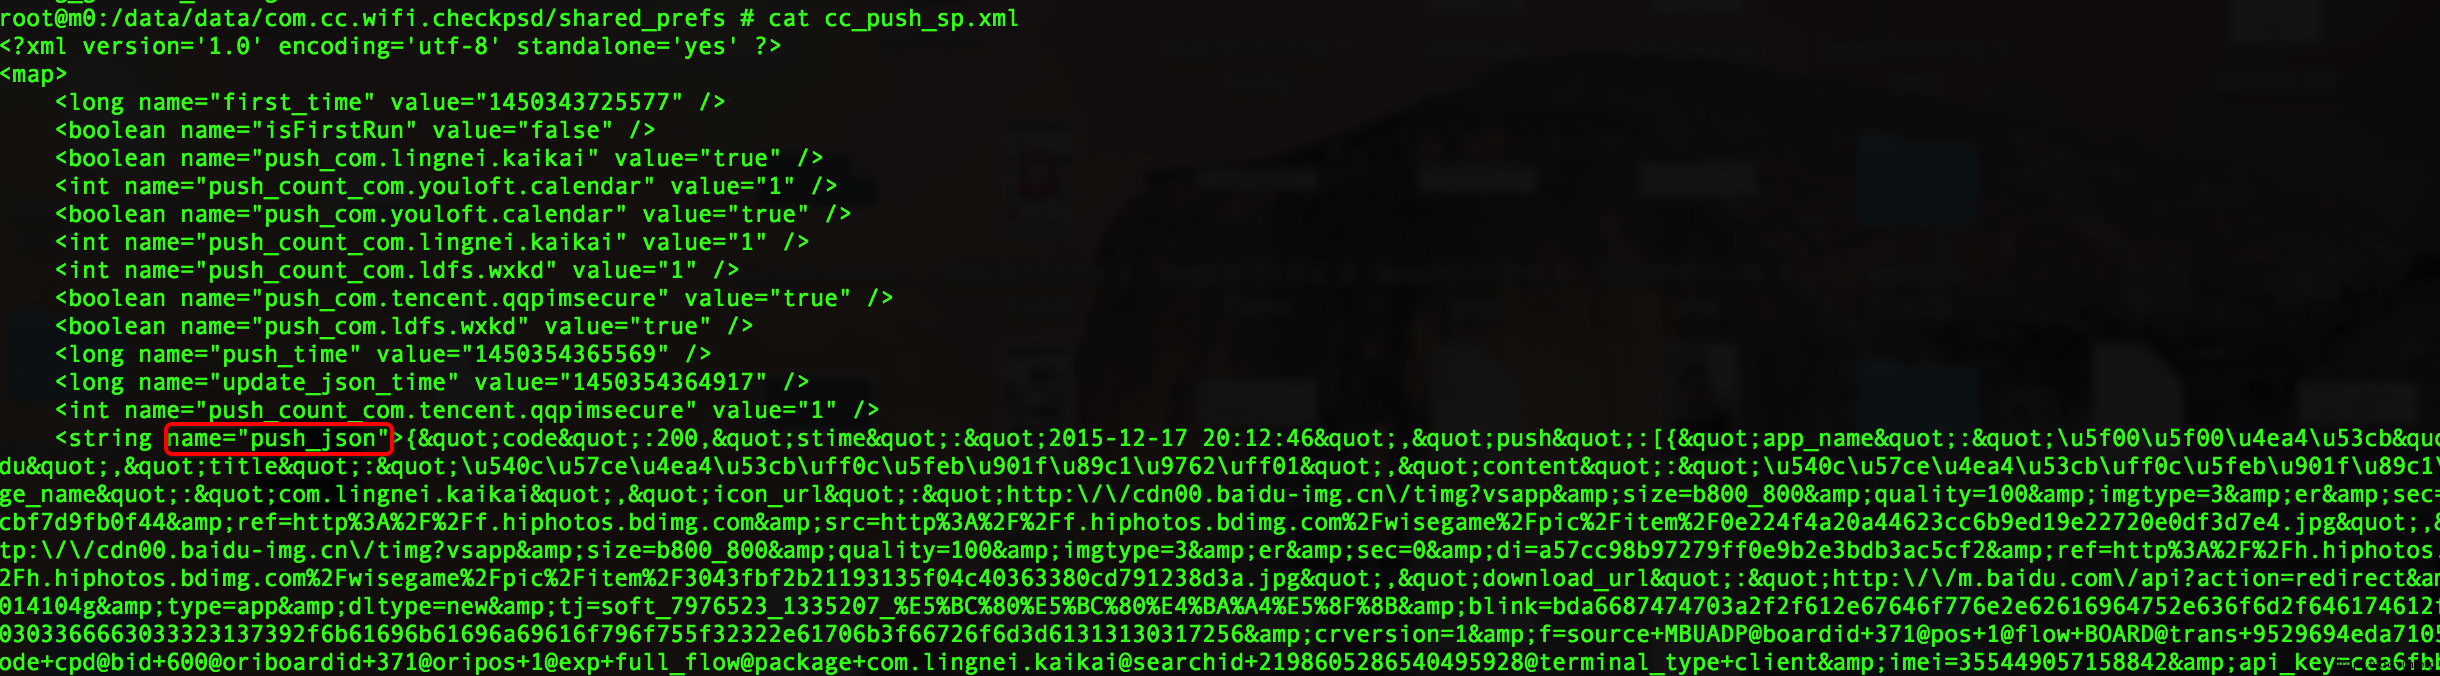 root@m0:/data/data/com.cc.wifi.checkpsd/shared_prefs # cat cc_push_sp.xml
<?xml version='1.0' encoding='utf-8' standalone='yes' ?>
<map>
    <long name="first_time" value="1450343725577" />
    <boolean name="isFirstRun" value="false" />
    <boolean name="push_com.lingnei.kaikai" value="true" />
    <int name="push_count_com.youloft.calendar" value="1" />
    <boolean name="push_com.youloft.calendar" value="true" />
    <int name="push_count_com.lingnei.kaikai" value="1" />
    <int name="push_count_com.ldfs.wxkd" value="1" />
    <boolean name="push_com.tencent.qqpimsecure" value="true" />
    <boolean name="push_com.ldfs.wxkd" value="true" />
    <long name="push_time" value="1450354365569" />
    <long name="update_json_time" value="1450354364917" />
    <int name="push_count_com.tencent.qqpimsecure" value="1" />
    <string name="push_json">{&quot;code&quot;:200,&quot;stime&quot;:&quot;2015-12-17 20:12:46&quot;,&quot;push&quot;:[{&quot;app_name&quot;:&quot;\u5f00\u5f00\u4ea4\u53cb&quo
du&quot;,&quot;title&quot;:&quot;\u540c\u57ce\u4ea4\u53cb\uff0c\u5feb\u901f\u89c1\u9762\uff01&quot;,&quot;content&quot;:&quot;\u540c\u57ce\u4ea4\u53cb\uff0c\u5feb\u901f\u89c1\
ge_name&quot;:&quot;com.lingnei.kaikai&quot;,&quot;icon_url&quot;:&quot;http:\/\/cdn00.baidu-img.cn\/timg?vsapp&amp;size=b800_800&amp;quality=100&amp;imgtype=3&amp;er&amp;sec=
cbf7d9fb0f44&amp;ref=http%3A%2F%2Ff.hiphotos.bdimg.com&amp;src=http%3A%2F%2Ff.hiphotos.bdimg.com%2Fwisegame%2Fpic%2Fitem%2F0e224f4a20a44623cc6b9ed19e22720e0df3d7e4.jpg&quot;,&
tp:\/\/cdn00.baidu-img.cn\/timg?vsapp&amp;size=b800_800&amp;quality=100&amp;imgtype=3&amp;er&amp;sec=0&amp;di=a57cc98b97279ff0e9b2e3bdb3ac5cf2&amp;ref=http%3A%2F%2Fh.hiphotos.
2Fh.hiphotos.bdimg.com%2Fwisegame%2Fpic%2Fitem%2F3043fbf2b21193135f04c40363380cd791238d3a.jpg&quot;,&quot;download_url&quot;:&quot;http:\/\/m.baidu.com\/api?action=redirect&am
014104g&amp;type=app&amp;dltype=new&amp;tj=soft_7976523_1335207_%E5%BC%80%E5%BC%80%E4%BA%A4%E5%8F%8B&amp;blink=bda6687474703a2f2f612e67646f776e2e62616964752e636f6d2f646174612f
030336666630333231373​92f6b61696b61696a69616f796f755f32322e61706b3f66726f6d3d61313130317256&amp;crversion=1&amp;f=source+MBUADP@boardid+371@pos+1@flow+BOARD@trans+9529694eda7105
ode+cpd@bid+600@oriboardid+371@oripos+1@exp+full_flow@package+com.lingnei.kaikai@searchid+2198605286540495928@terminal_type+client&amp;imei=355449057158842&amp;api_key=cea6fbb